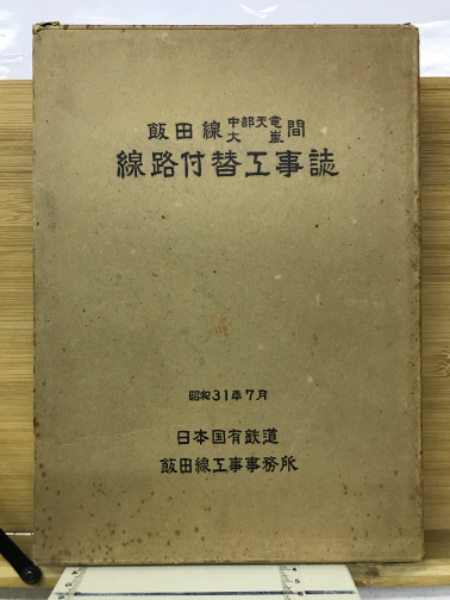 飯田線中部天竜大嵐間
線路付替工事誌
昭和31年7月
日本国有鉄道
飯田線工事事務所